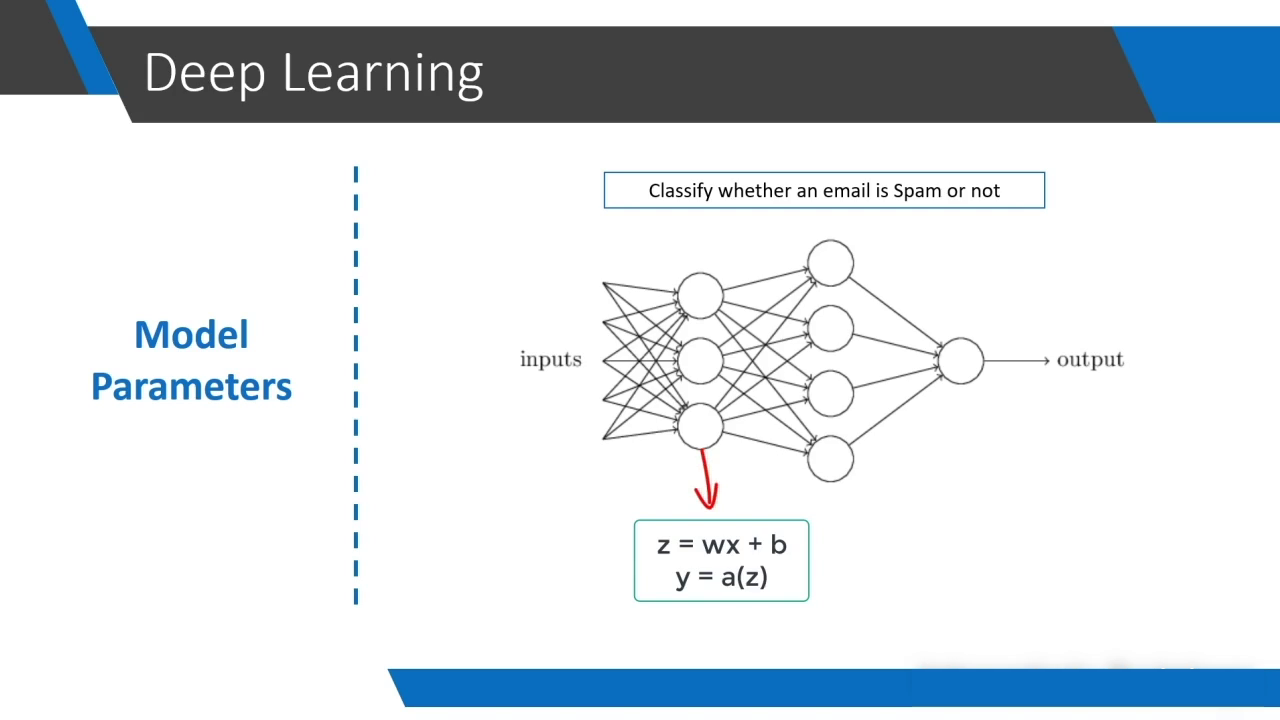 Deep Learning
Classify whether an email is Spam or not
Model
Parameters
inputs
output
z = wx + b
y = a(z)